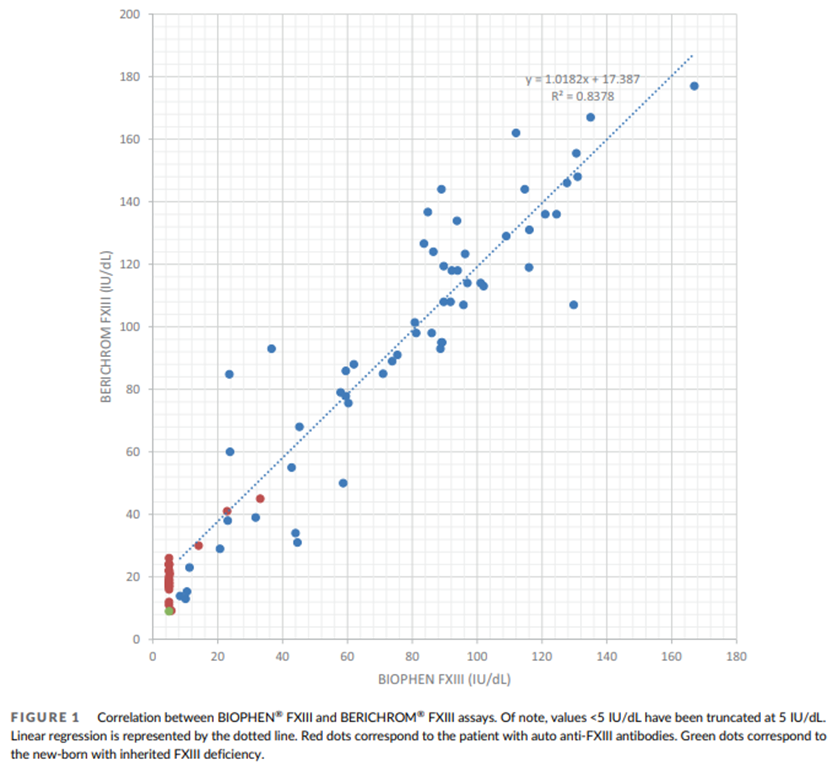 200
180
160
140
120
100
80
60
40
20
0
BERICHROM FXIII (IU/dL)
y = 1.0182x + 17.387
R² = 0.8378
0 20 40 60 80 100 120 140 160 180
BIOPHEN FXIII (IU/dL)
FIGURE 1 Correlation between BIOPHEN® FXIII and BERICHROM® FXIII assays. Of note, values <5 IU/dL have been truncated at 5 IU/dL.
Linear regression is represented by the dotted line. Red dots correspond to the patient with auto anti-FXIII antibodies. Green dots correspond to
the new-born with inherited FXIII deficiency.